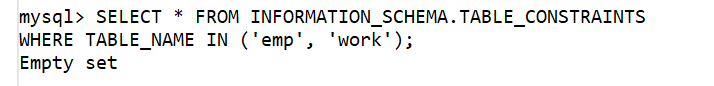 mysql> SELECT * FROM INFORMATION_SCHEMA.TABLE_CONSTRAINTS
WHERE TABLE_NAME IN ('emp', 'work');
Empty set